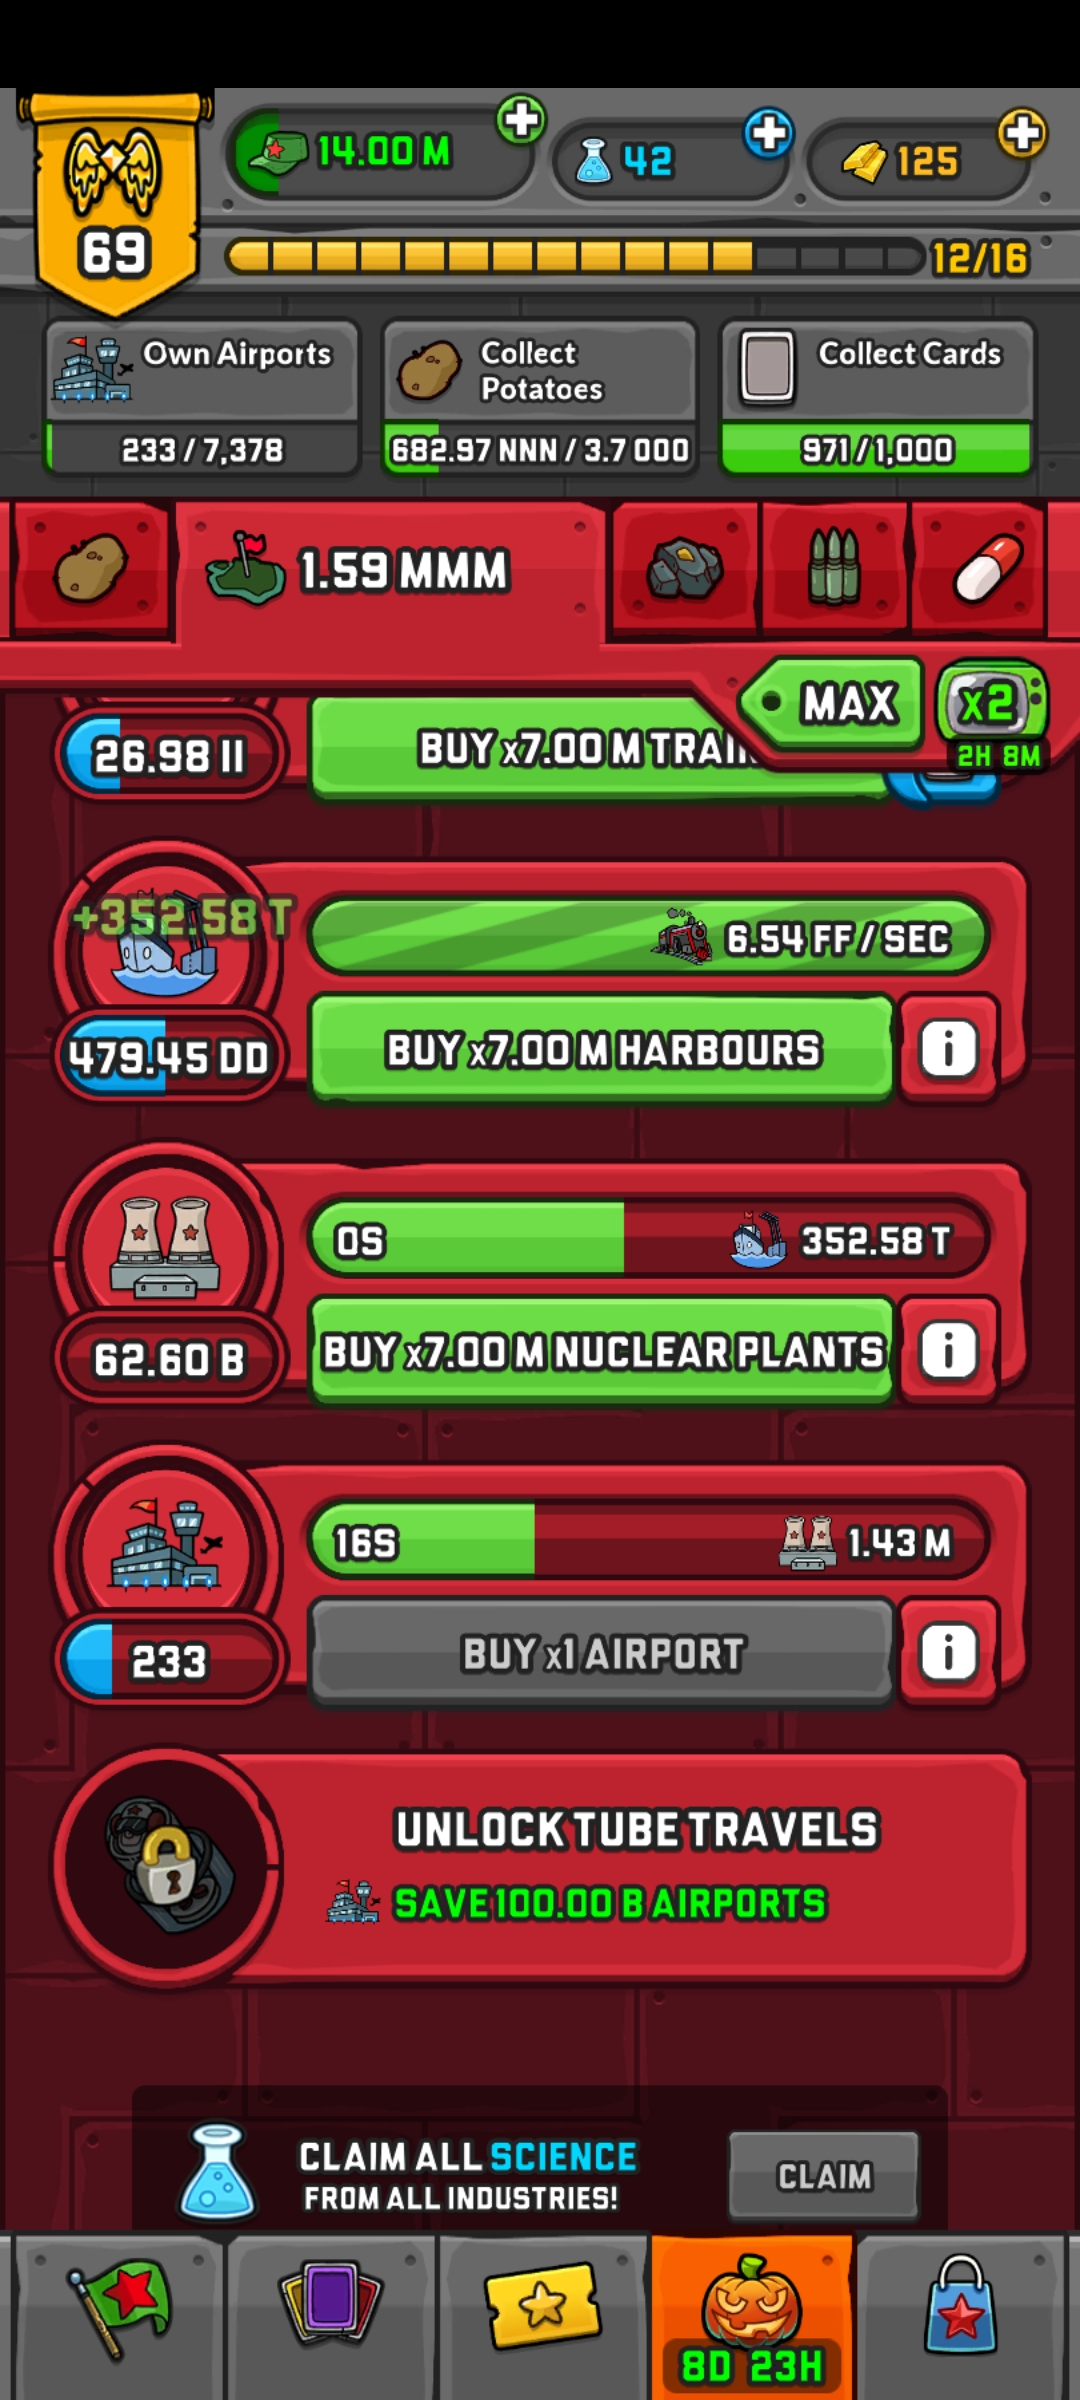 14.00 M
42
125
69
12/16
Own Airports
233 / 7,378
Collect
Potatoes
682.97 NNN / 3.7 OOO
Collect Cards
971 / 1,000
1.59 MMM
MAX
x2
2H 8M
26.98 II
BUY x7.00 M
+352.58 T
6.54 FF / SEC
479.45 DD
BUY x7.00 M HARBOURS
i
0S
352.58 T
62.60 B
BUY x7.00 M NUCLEAR PLANTS
i
16S
1.43 M
233
BUY x1 AIRPORT
i
UNLOCK TUBE TRAVELS
SAVE 100.00 B AIRPORTS
CLAIM ALL SCIENCE
FROM ALL INDUSTRIES!
CLAIM
8D 23H